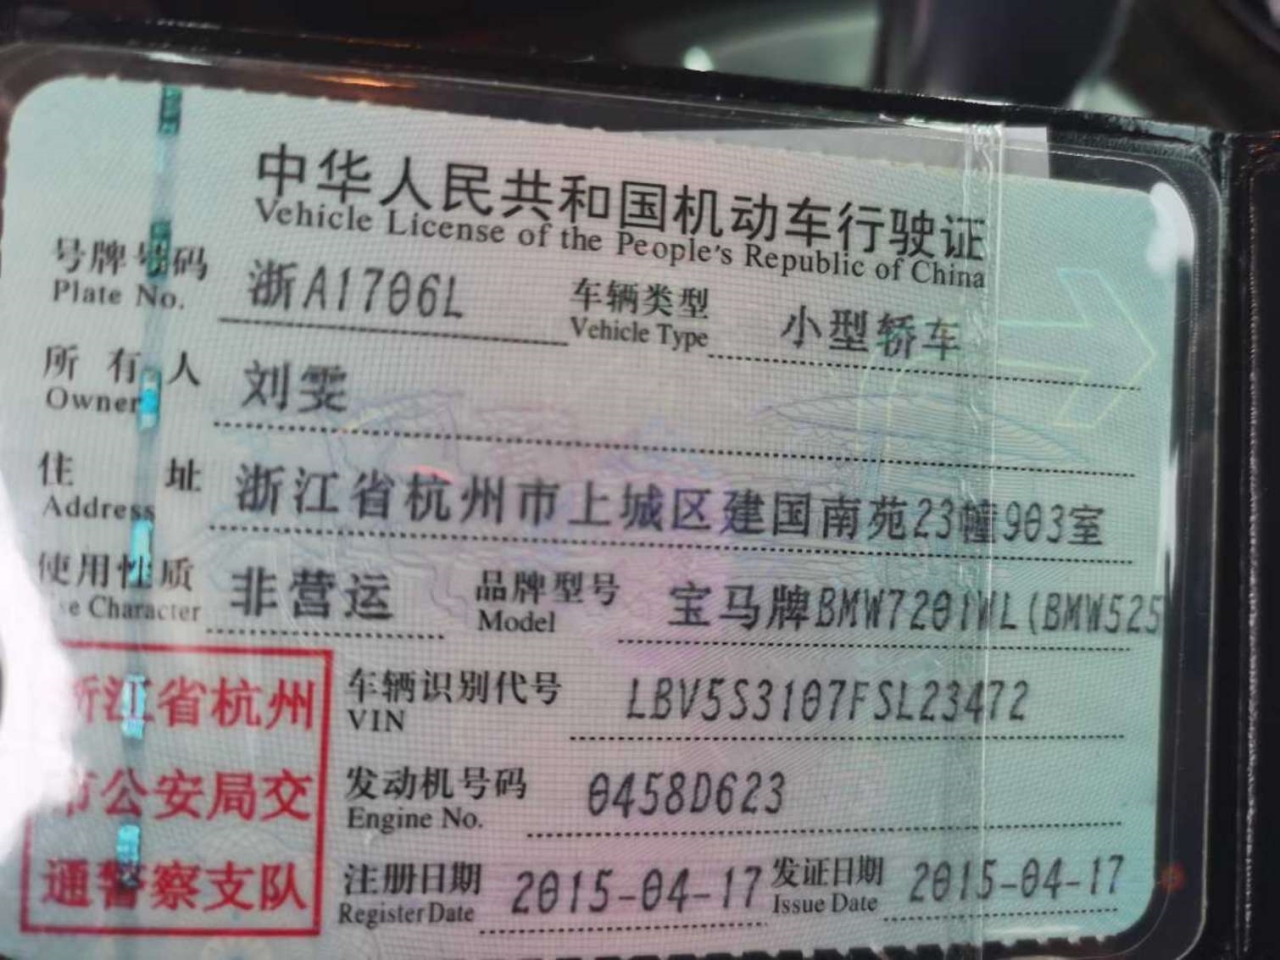 中华人民共和国机动车行驶证
Vehicle License of the People's Republic of China
号牌号码 浙A1706L 车辆类型 小型轿车
Plate No. Vehicle Type
所有人 刘雯
Owner
住址 浙江省杭州市上城区建国南苑23幢903室
Address
使用性质 非营运 品牌型号 宝马牌BMW7201WL(BMW525
Character Model
浙江省杭州
市公安局交
通警察支队
车辆识别代号 LBV5S3107FSL23472
VIN
发动机号码 0458D623
Engine No.
注册日期 2015-04-17 发证日期 2015-04-17
Register Date Issue Date